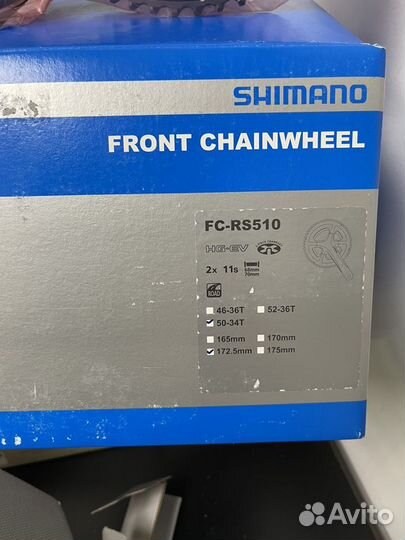 SHIMANO
FRONT CHAINWHEEL
FC-RS510
HG-EV
2x 11s 68mm
70mm
ROAD
46-36T 52-36T
50-34T
165mm 170mm
172.5mm 175mm
Avito